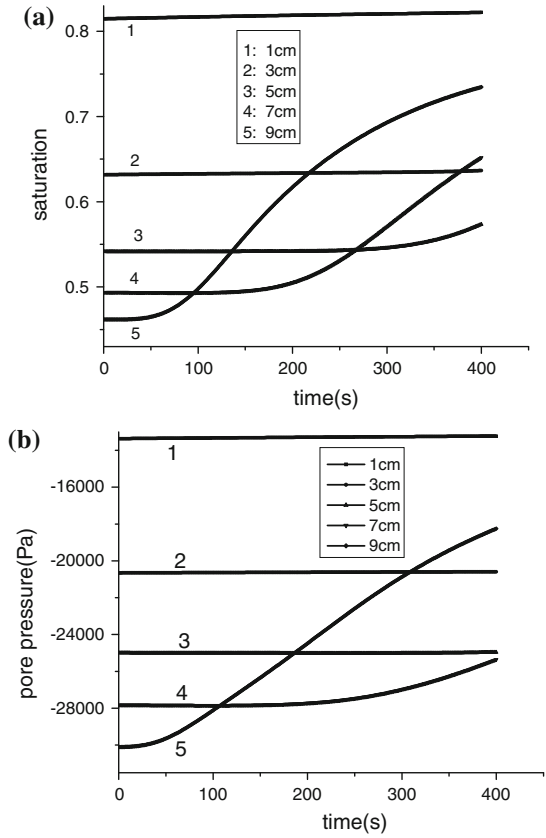 (a)
0.8
0.7
0.6
0.5
saturation
1
2
3
4
5
1: 1cm
2: 3cm
3: 5cm
4: 7cm
5: 9cm
0 100 200 300 400
time(s)
(b)
-16000
-20000
-24000
-28000
pore pressure(Pa)
1
2
3
4
5
1cm
3cm
5cm
7cm
9cm
0 100 200 300 400
time(s)